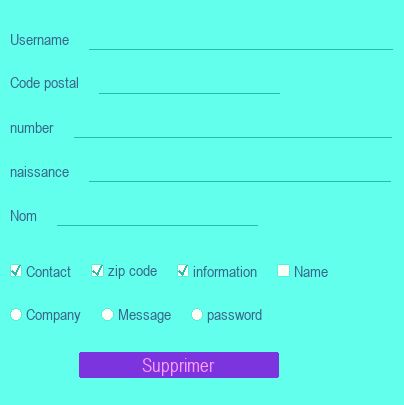 Username
Code postal
number
naissance
Nom
Contact zip code information Name
Company Message password
Supprimer